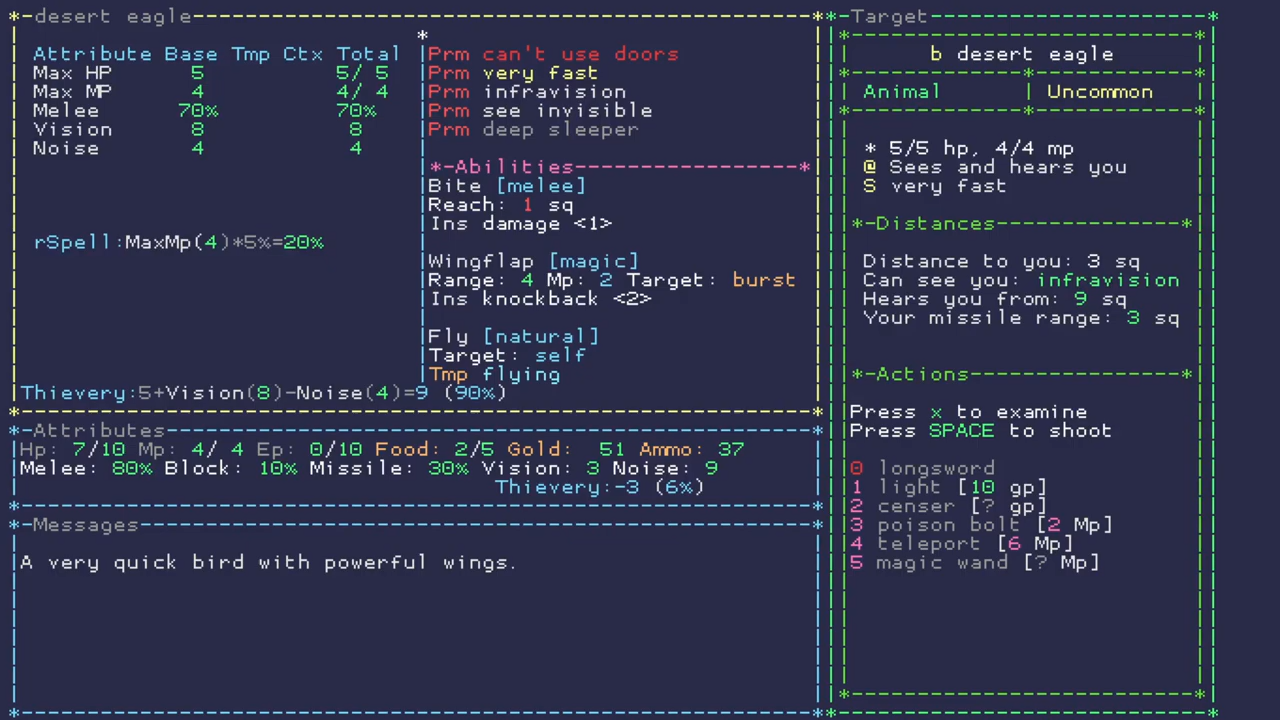 desert eagle
Attribute Base Tmp Ctx Total
Max HP 5 5/ 5
Max MP 4 4/ 4
Melee 70% 70%
Vision 8 8
Noise 4 4
rSpell:MaxMp(4)*5%=20%
Thievery:5+Vision(8)-Noise(4)=9 (90%)
Prm can't use doors
Prm very fast
Prm infravision
Prm see invisible
Prm deep sleeper
Abilities
Bite [melee]
Reach: 1 sq
Ins damage <1>
Wingflap [magic]
Range: 4 Mp: 2 Target: burst
Ins knockback <2>
Fly [natural]
Target: self
Tmp flying
Attributes
Hp: 7/10 Mp: 4/ 4 Ep: 0/10 Food: 2/5 Gold: 51 Ammo: 37
Melee: 80% Block: 10% Missile: 30% Vision: 3 Noise: 9
Thievery:-3 (6%)
Messages
A very quick bird with powerful wings.
Target
b desert eagle
Animal | Uncommon
* 5/5 hp, 4/4 mp
@ Sees and hears you
S very fast
Distances
Distance to you: 3 sq
Can see you: infravision
Hears you from: 9 sq
Your missile range: 3 sq
Actions
Press x to examine
Press SPACE to shoot
0 longsword
1 light [10 gp]
2 censer [? gp]
3 poison bolt [2 Mp]
4 teleport [6 Mp]
5 magic wand [? Mp]